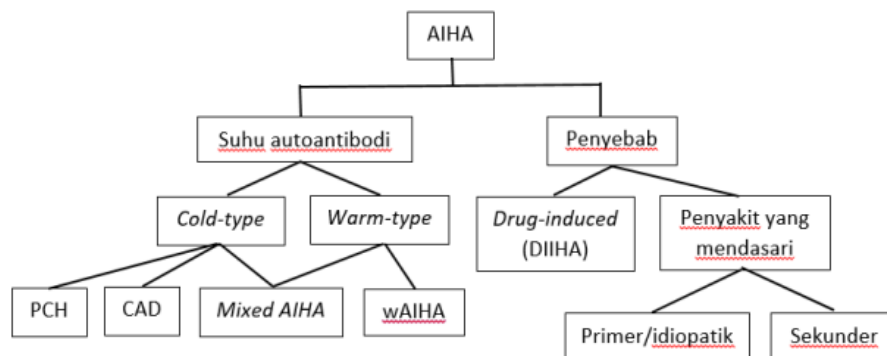 AIHA
Suhu autoantibodi
Penyebab
Cold-type
Warm-type
Drug-induced
(DIIHA)
Penyakit yang
mendasari
PCH
CAD
Mixed AIHA
wAIHA
Primer/idiopatik
Sekunder